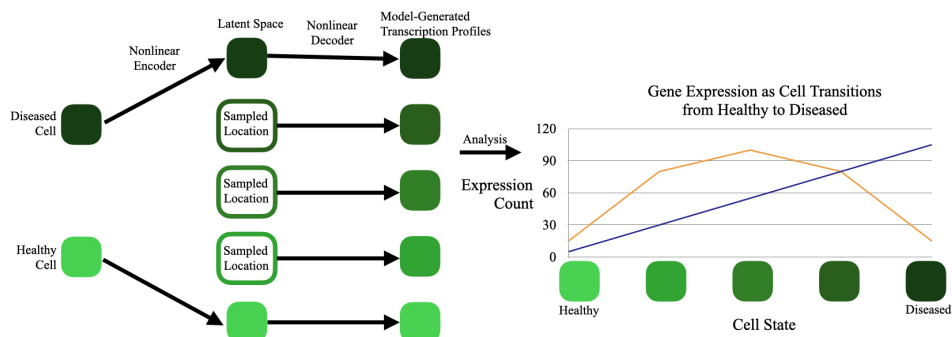 Latent Space
Nonlinear
Decoder
Model-Generated
Transcription Profiles
Nonlinear
Encoder
Diseased
Cell
Sampled
Location
Sampled
Location
Sampled
Location
Healthy
Cell
Analysis
Gene Expression as Cell Transitions
from Healthy to Diseased
Expression
Count
120
90
60
30
0
Healthy
Diseased
Cell State